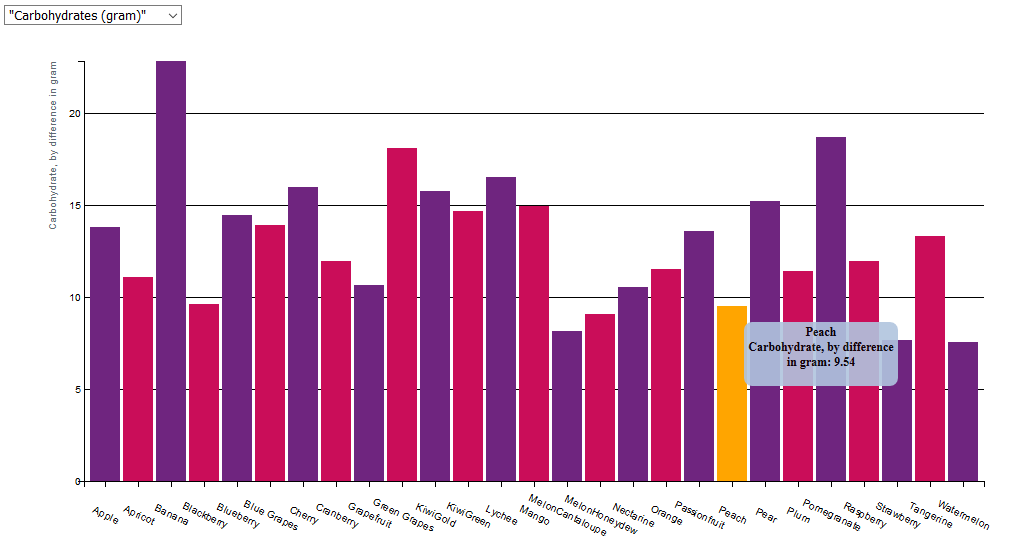 "Carbohydrates (gram)"
Carbohydrate, by difference in gram
20
15
10
5
0
Peach
Carbohydrate, by difference
in gram: 9.54
Apple
Apricot
Banana
Blackberry
Blueberry
Blue Grapes
Cherry
Cranberry
Grapefruit
Green Grapes
KiwiGold
KiwiGreen
Lychee
Mango
MelonCantaloupe
MelonHoneydew
Nectarine
Orange
Passionfruit
Peach
Pear
Plum
Pomegranate
Raspberry
Strawberry
Tangerine
Watermelon